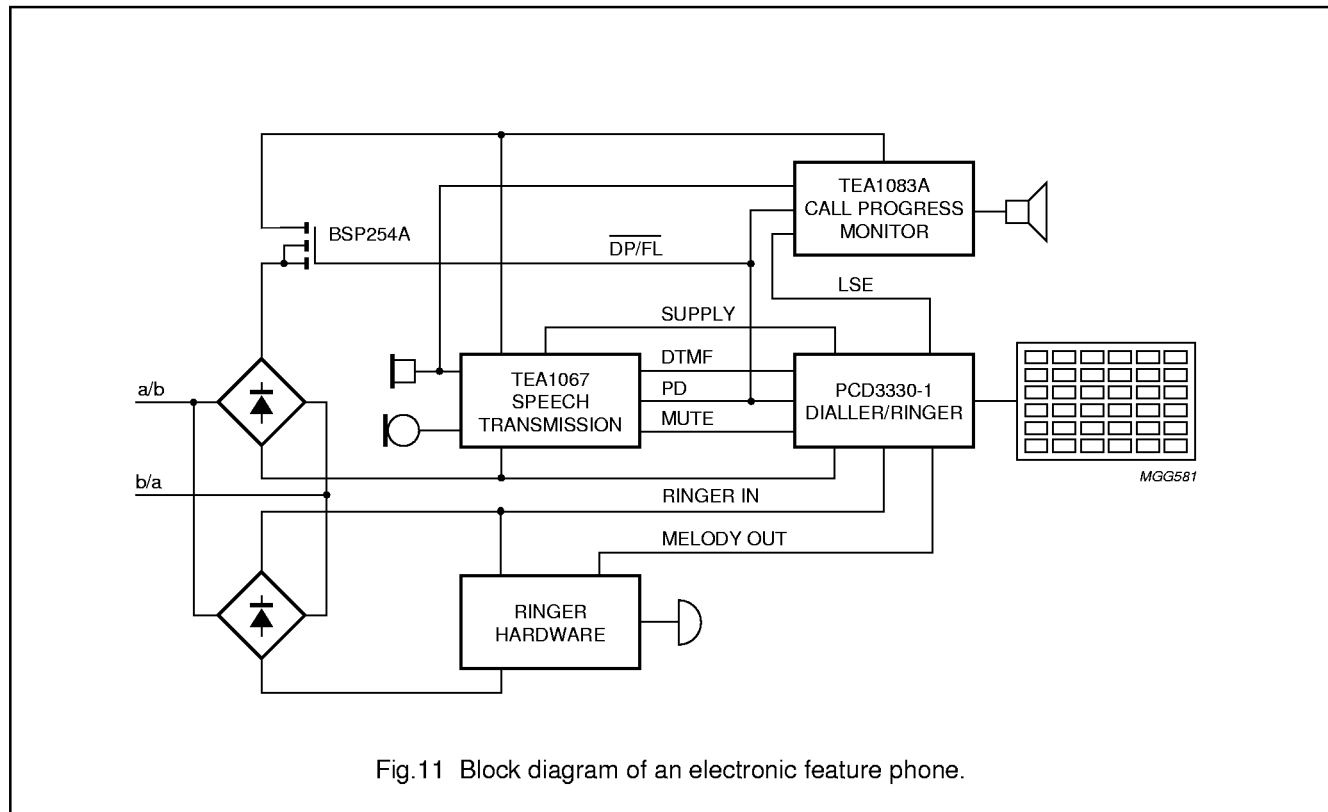 TEA1083A
CALL PROGRESS
MONITOR
BSP254A
DP/FL
LSE
SUPPLY
DTMF
PD
MUTE
TEA1067
SPEECH
TRANSMISSION
PCD3330-1
DIALLER/RINGER
a/b
b/a
MGG581
RINGER IN
MELODY OUT
RINGER
HARDWARE
Fig.11 Block diagram of an electronic feature phone.